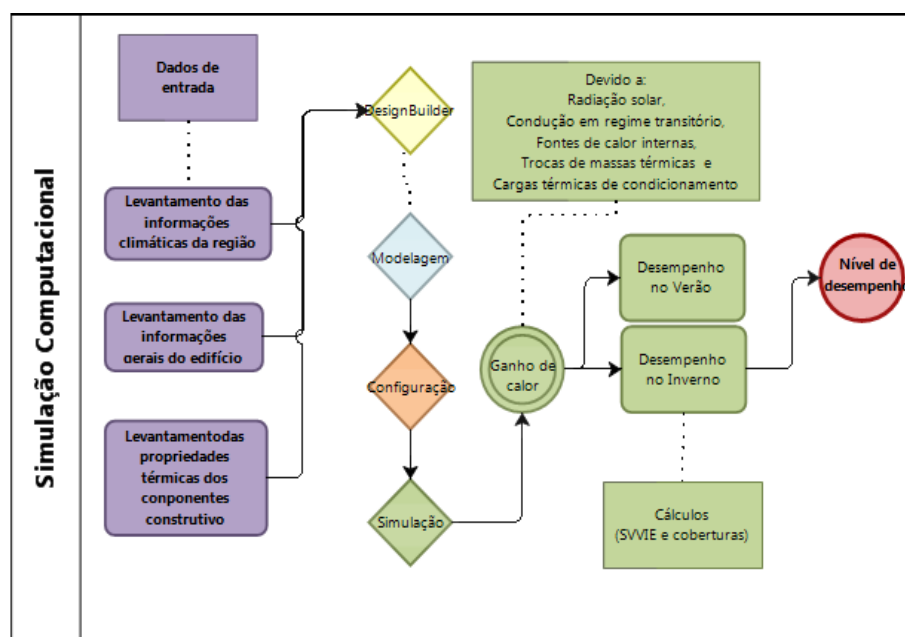 Simulação Computacional
Dados de
entrada
Levantamento das
informações
climáticas da região
Levantamento das
informações
gerais do edifício
Levantamentodas
propriedades
térmicas dos
conponentes
construtivo
DesignBuilder
Modelagem
Configuração
Simulação
Devido a:
Radiação solar,
Condução em regime transitório,
Fontes de calor internas,
Trocas de massas térmicas e
Cargas térmicas de condicionamento
Ganho de
calor
Desempenho
no Verão
Desempenho
no Inverno
Cálculos
(SVVIE e coberturas)
Nível de
desempenho